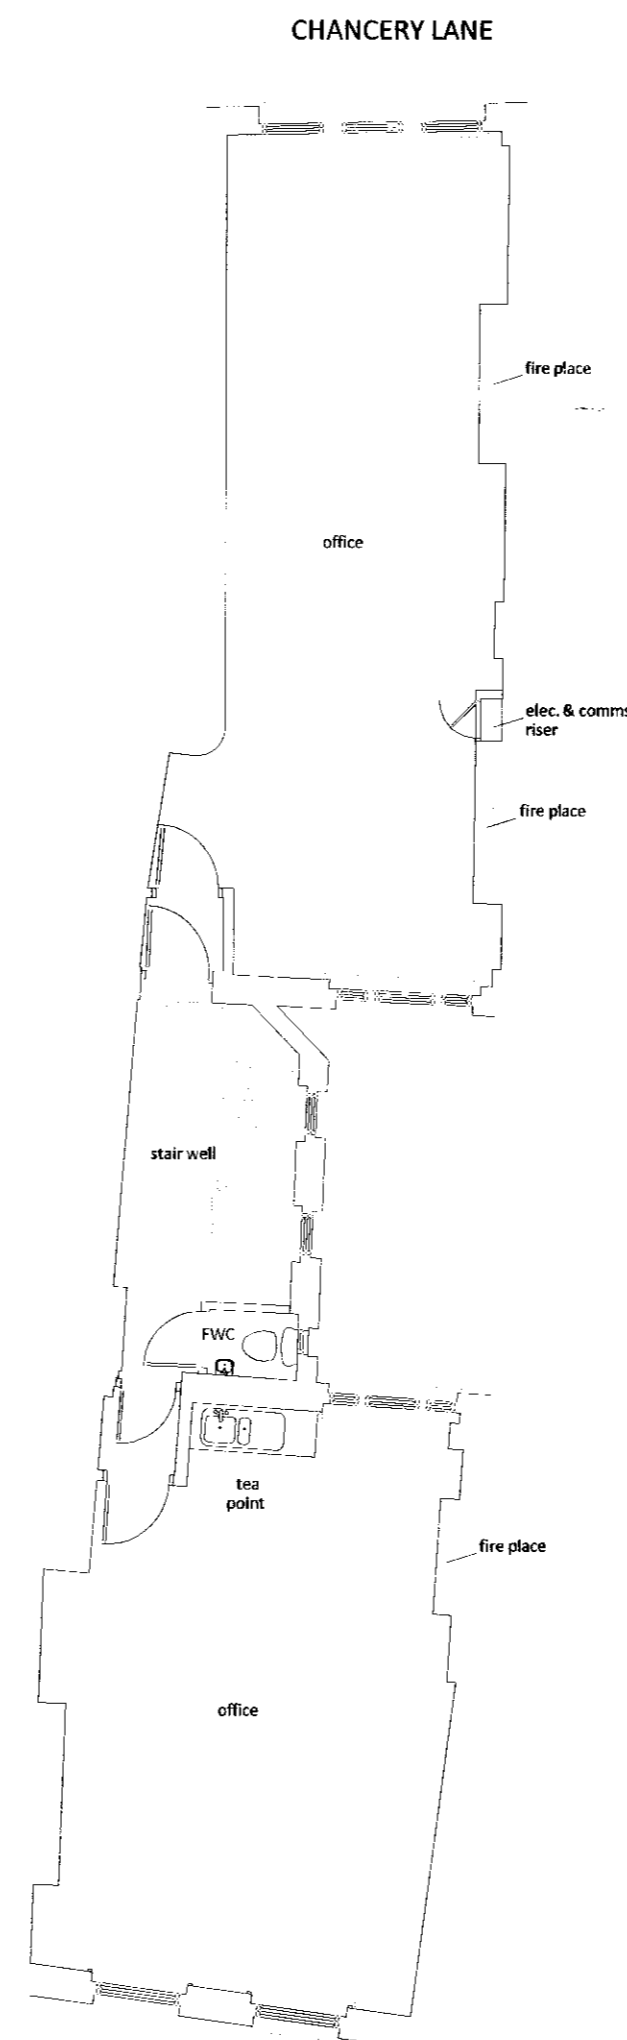 CHANCERY LANE
fire place
office
elec. & comms
riser
fire place
stair well
FWC
tea
point
fire place
office